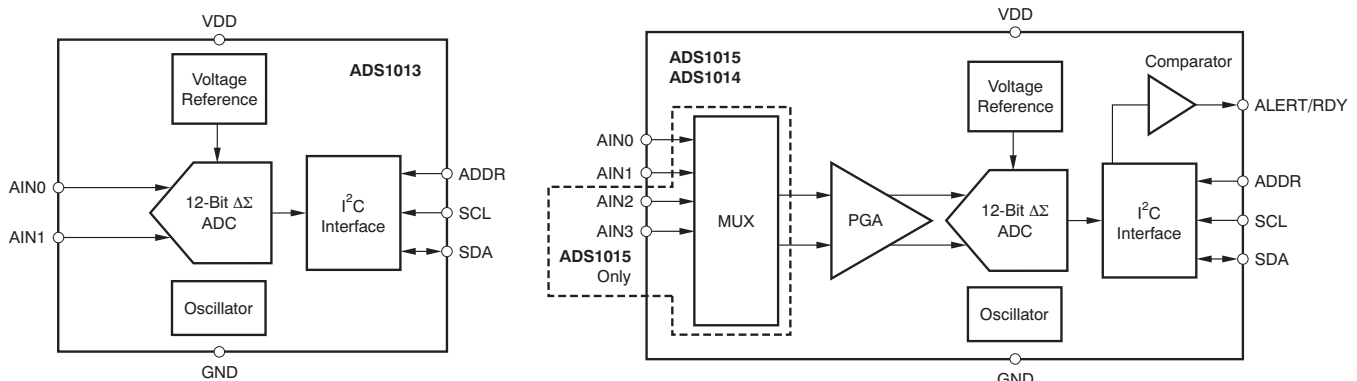 VDD
ADS1013
Voltage
Reference
AIN0
AIN1
12-Bit ΔΣ
ADC
I²C
Interface
ADDR
SCL
SDA
Oscillator
GND
VDD
ADS1015
ADS1014
Comparator
Voltage
Reference
ALERT/RDY
AIN0
AIN1
AIN2
AIN3
ADS1015
Only
MUX
PGA
12-Bit ΔΣ
ADC
I²C
Interface
ADDR
SCL
SDA
Oscillator
GND